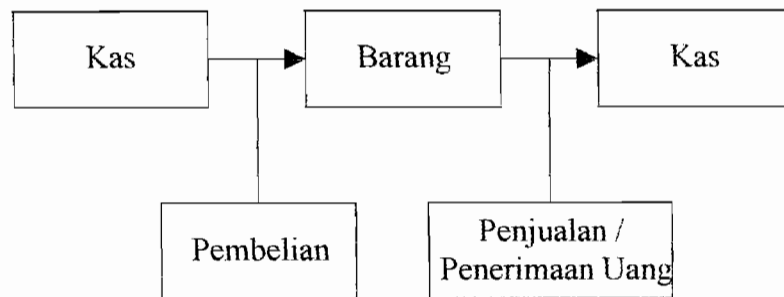 Kas
Barang
Kas
Pembelian
Penjualan /
Penerimaan Uang